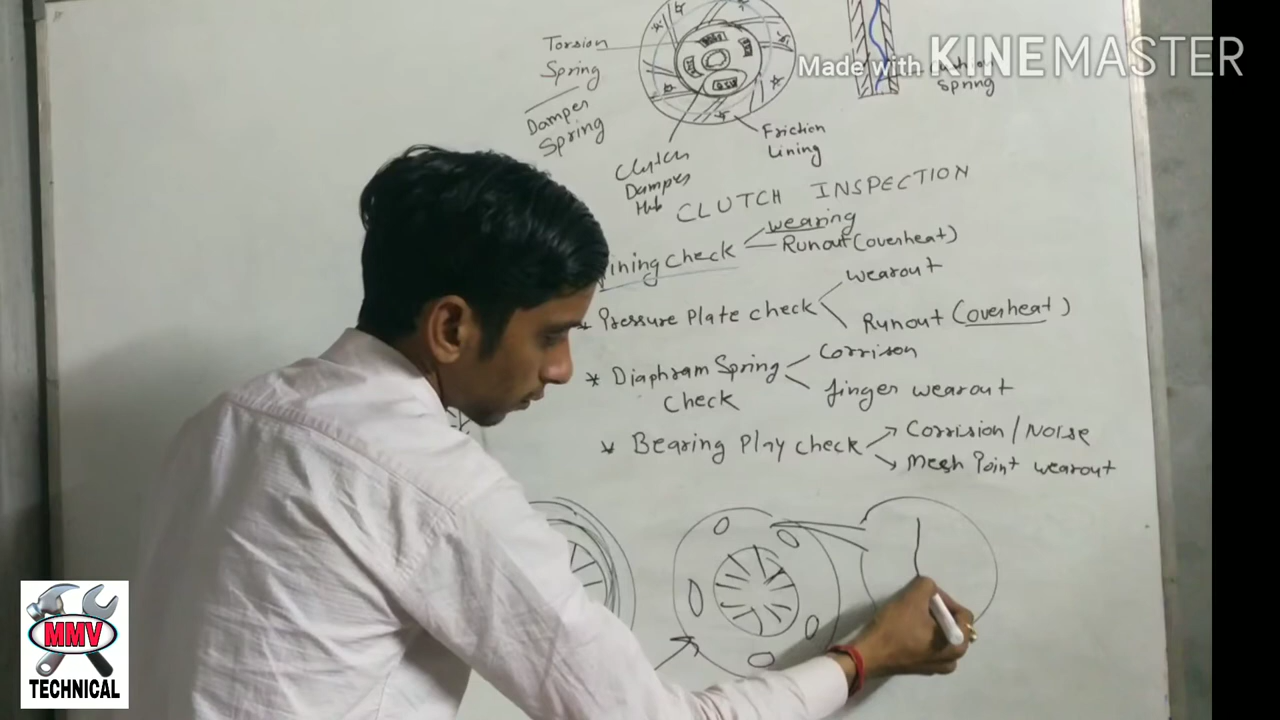 Torsion
Spring
Damper
Spring
Made with KINEMASTER
Spring
Friction
Lining
Clutch
Damper
Hub
CLUTCH INSPECTION
Lining check
wearing
Runout (overheat)
* Pressure Plate check
wearout
Runout (overheat)
* Diaphram Spring
check
Corrison
finger wearout
* Bearing Play check
Corrision / Noise
Mesh Point wearout
MMV
TECHNICAL